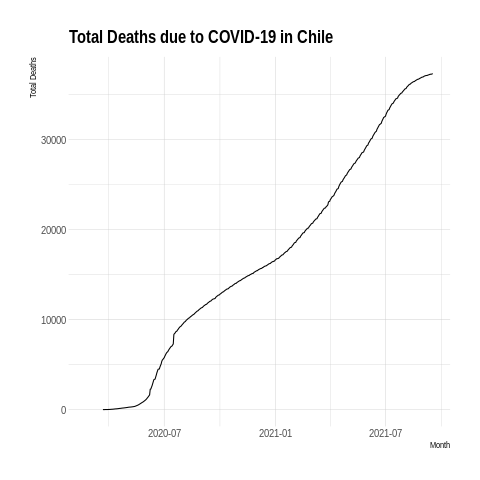 Total Deaths due to COVID-19 in Chile
Total Deaths
30000
20000
10000
0
2020-07
2021-01
2021-07
Month